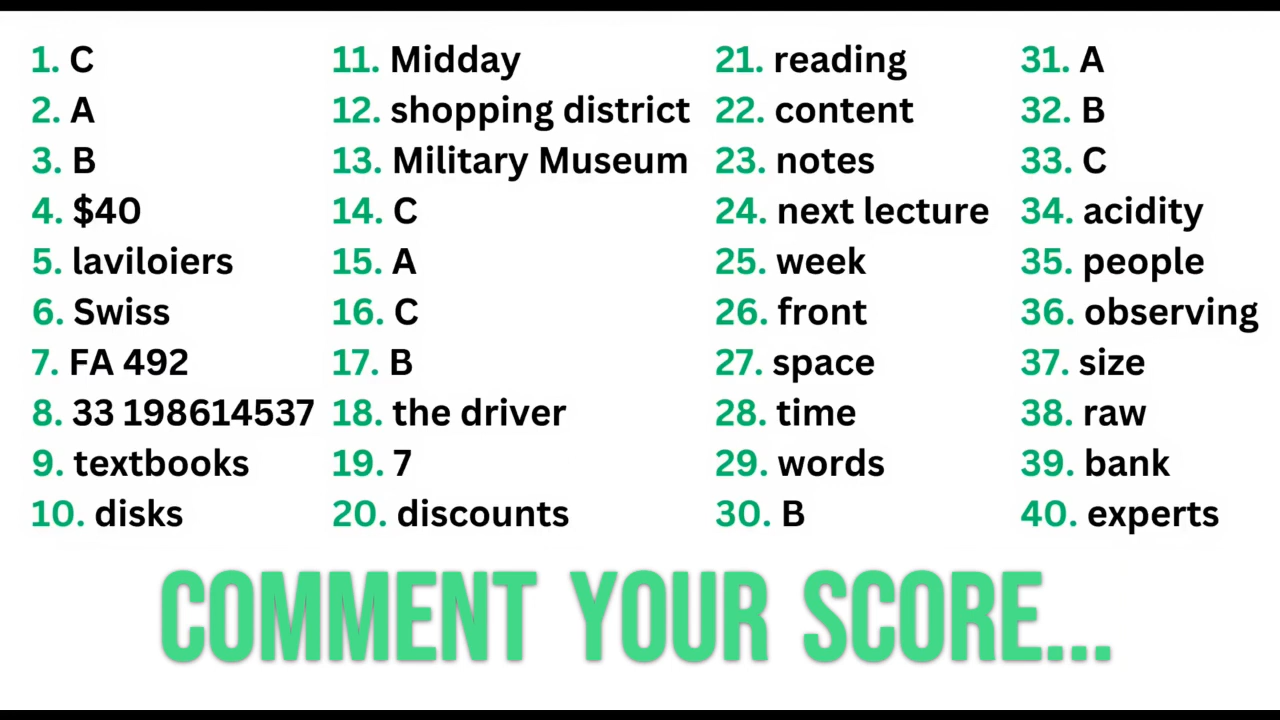 1. C
2. A
3. B
4. $40
5. laviloiers
6. Swiss
7. FA 492
8. 33 198614537
9. textbooks
10. disks
11. Midday
12. shopping district
13. Military Museum
14. C
15. A
16. C
17. B
18. the driver
19. 7
20. discounts
21. reading
22. content
23. notes
24. next lecture
25. week
26. front
27. space
28. time
29. words
30. B
31. A
32. B
33. C
34. acidity
35. people
36. observing
37. size
38. raw
39. bank
40. experts
COMMENT YOUR SCORE...